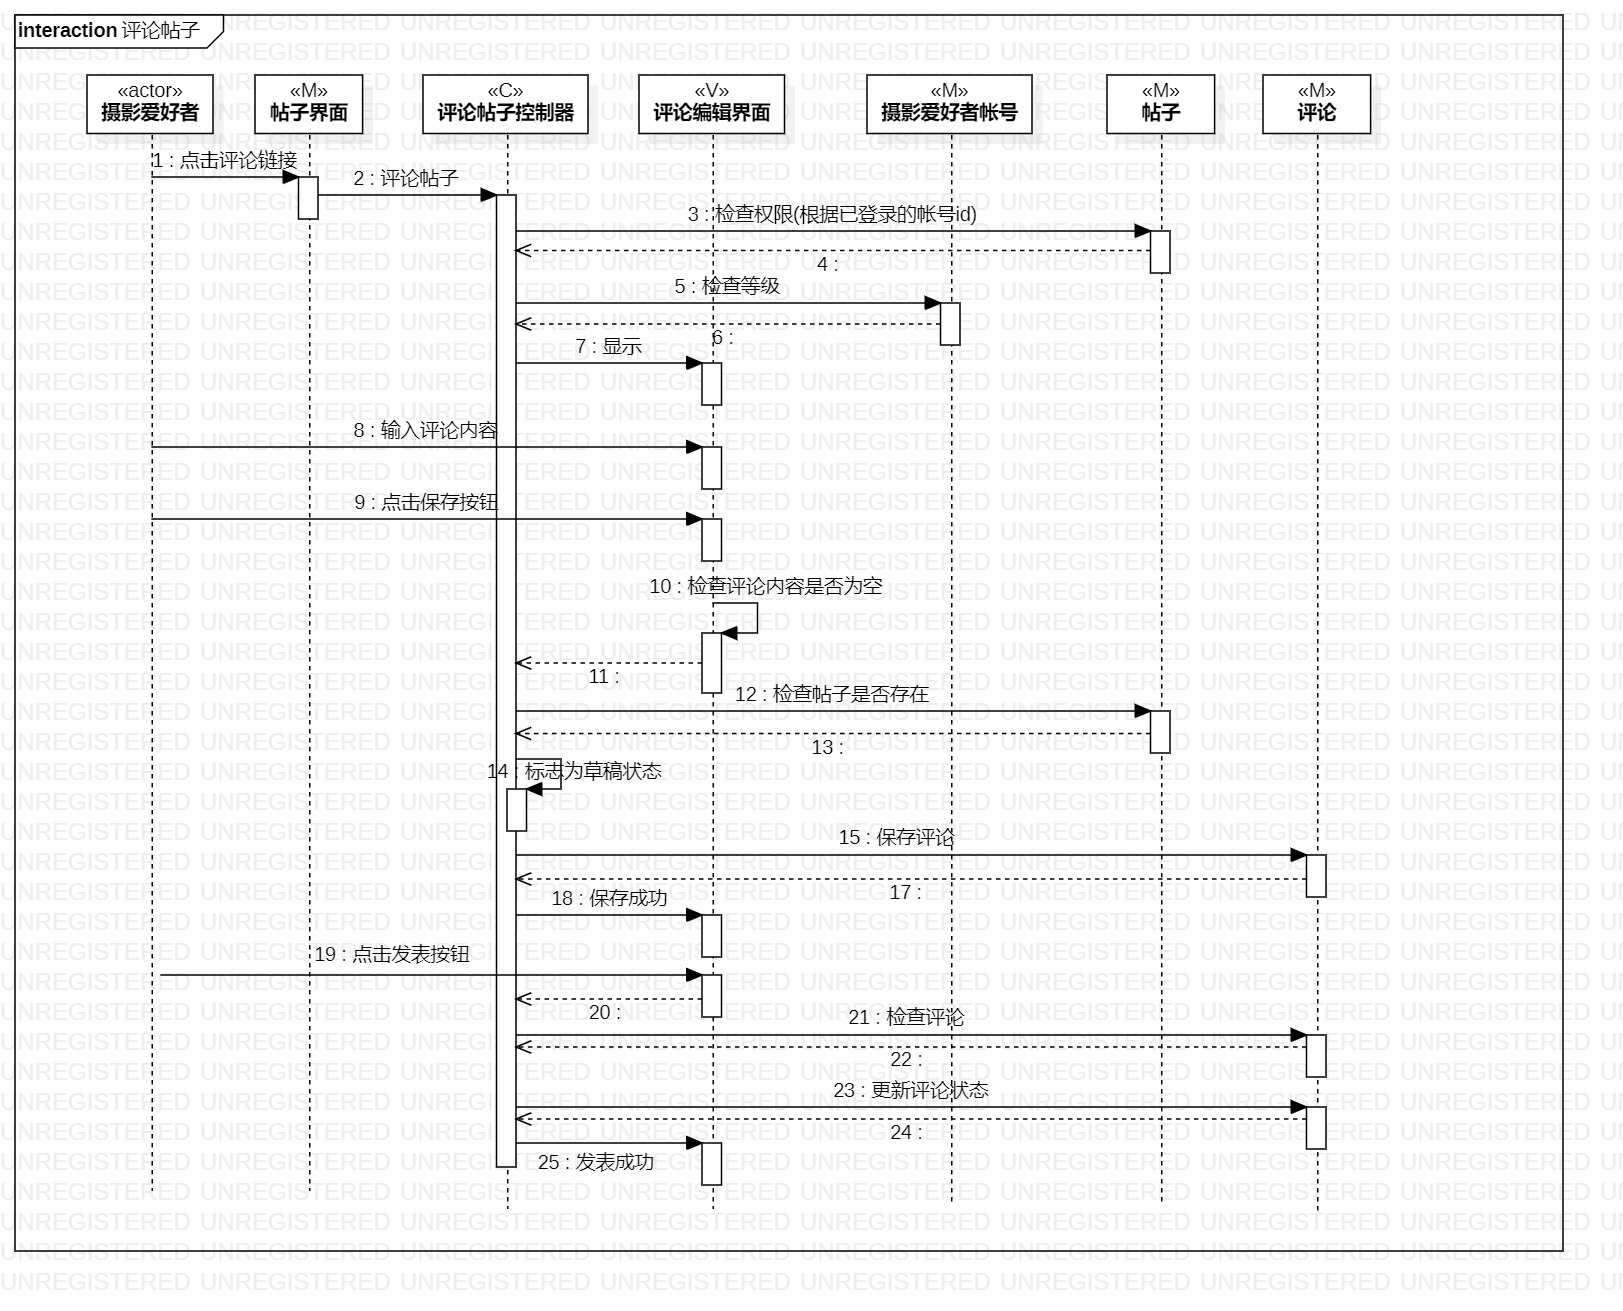 interaction 评论帖子
«actor»
摄影爱好者
«M»
帖子界面
«C»
评论帖子控制器
«V»
评论编辑界面
«M»
摄影爱好者帐号
«M»
帖子
«M»
评论
1 : 点击评论链接
2 : 评论帖子
3 : 检查权限(根据已登录的帐号id)
4 :
5 : 检查等级
6 :
7 : 显示
8 : 输入评论内容
9 : 点击保存按钮
10 : 检查评论内容是否为空
11 :
12 : 检查帖子是否存在
13 :
14 : 标志为草稿状态
15 : 保存评论
17 :
18 : 保存成功
19 : 点击发表按钮
20 :
21 : 检查评论
22 :
23 : 更新评论状态
24 :
25 : 发表成功
UNREGISTERED